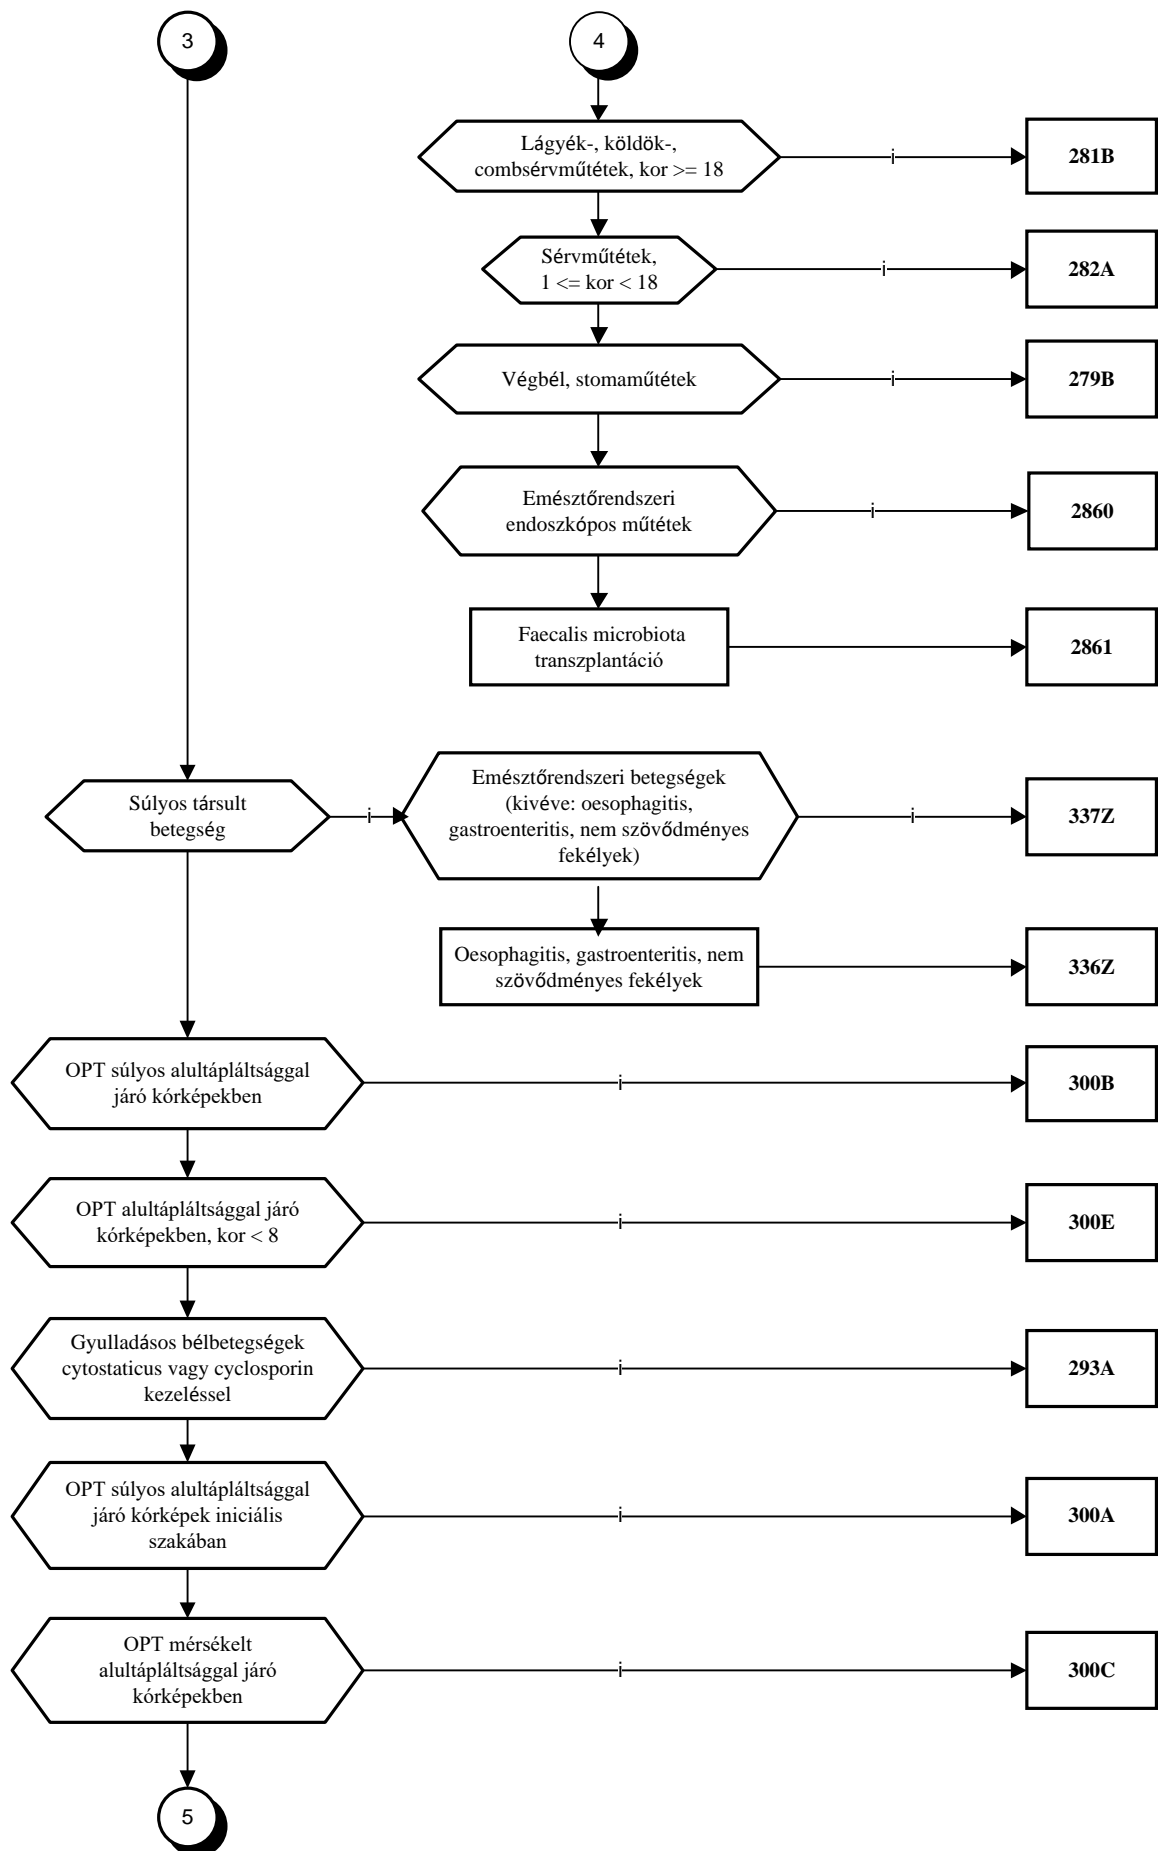 3
4
Lágyék-, köldök-,
combsérvműtétek, kor >= 18
i
281B
Sérvműtétek,
1 <= kor < 18
i
282A
Végbél, stomaműtétek
i
279B
Emésztőrendszeri
endoszkópos műtétek
i
2860
Faecalis microbiota
transzplantáció
2861
Súlyos társult
betegség
i
Emésztőrendszeri betegségek
(kivéve: oesophagitis,
gastroenteritis, nem szövődményes
fekélyek)
i
337Z
Oesophagitis, gastroenteritis, nem
szövődményes fekélyek
336Z
OPT súlyos alultápláltsággal
járó kórképekben
i
300B
OPT alultápláltsággal járó
kórképekben, kor < 8
i
300E
Gyulladásos bélbetegségek
cytostaticus vagy cyclosporin
kezeléssel
i
293A
OPT súlyos alultápláltsággal
járó kórképek iniciális
szakában
i
300A
OPT mérsékelt
alultápláltsággal járó
kórképekben
i
300C
5